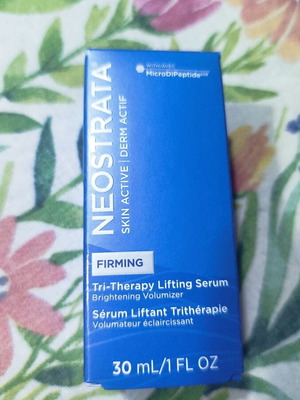 MicroDiPeptide
NEOSTRATA
SKIN ACTIVE | DERM ACTIF
FIRMING
Tri-Therapy Lifting Serum
Brightening Volumizer
Sérum Liftant Trithérapie
Volumateur éclaircissant
30 mL/1 FL OZ